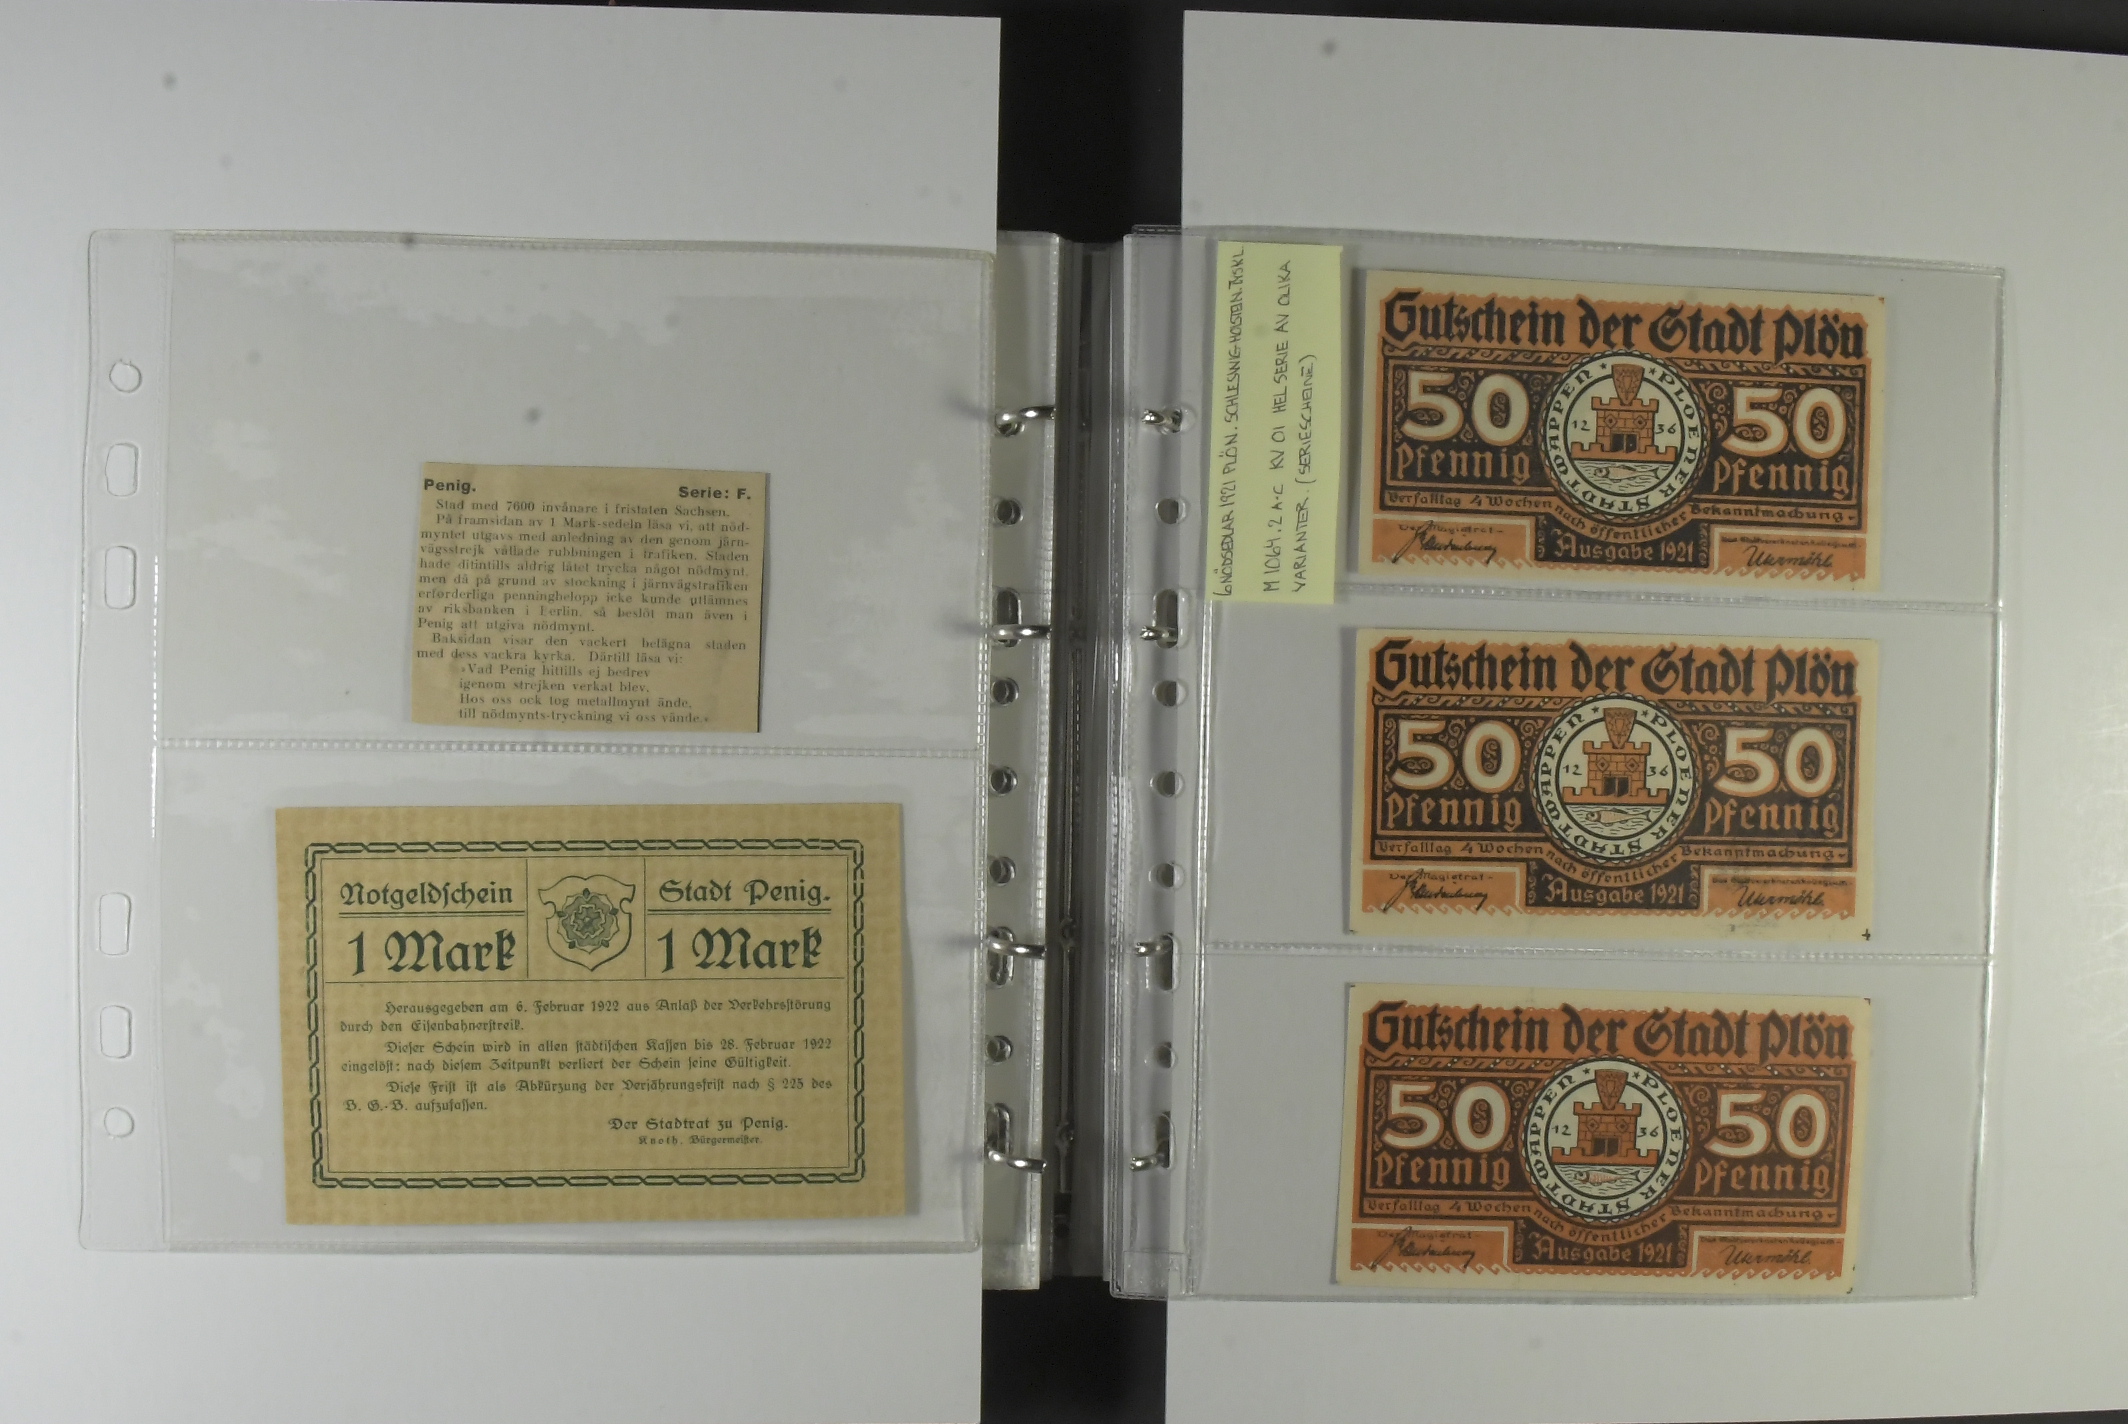 Penig. Serie: F.
Stad med 7600 invånare i fristaten Sachsen.
På framsidan av 1 Mark-sedeln läsa vi, att nöd-
myntet utgavs med anledning av den genom järn-
vägsstrejk vållade rubbningen i trafiken. Staden
hade ditintills aldrig låtet trycka något nödmynt,
men då på grund av stockning i järnvägstrafiken
erforderliga penningbelopp icke kunde utlämnes
av riksbanken i Berlin, så beslöt man även i
Penig att utgiva nödmynt.
Baksidan visar den vackert belägna staden
med dess vackra kyrka. Därtill läsa vi:
»Vad Penig hittills ej bedrev
igenom strejken verkat blev.
Hos oss ock tog metallmynt ände,
till nödmynts-tryckning vi oss vände.»
Notgeldschein
1 Mark
Stadt Penig.
1 Mark
Herausgegeben am 6. Februar 1922 aus Anlaß der Verkehrsstörung
durch den Eisenbahnerstreik.
Dieser Schein wird in allen städtischen Kassen bis 28. Februar 1922
eingelöst; nach diesem Zeitpunkt verliert der Schein seine Gültigkeit.
Diese Frist ist als Abkürzung der Verjährungsfrist nach § 225 des
B. G.-B. aufzufassen.
Der Stadtrat zu Penig.
Knoth, Bürgermeister.
6 NÖDSEDLAR 1921 PLÖN. SCHLESWIG-HOLSTEIN. TYSKL
M 1064.2 A-C KV 01 HEL SERIE AV OLIKA
VARIANTER. (SERIESCHEINE)
Gutschein der Stadt Plön
50 Pfennig
PLOENER STADTWAPPEN
12 36
50 Pfennig
Verfalltag 4 Wochen nach öffentlicher Bekanntmachung.
Der Magistrat
Ausgabe 1921
Gutschein der Stadt Plön
50 Pfennig
PLOENER STADTWAPPEN
12 36
50 Pfennig
Verfalltag 4 Wochen nach öffentlicher Bekanntmachung.
Der Magistrat
Ausgabe 1921
Gutschein der Stadt Plön
50 Pfennig
PLOENER STADTWAPPEN
12 36
50 Pfennig
Verfalltag 4 Wochen nach öffentlicher Bekanntmachung.
Der Magistrat
Ausgabe 1921